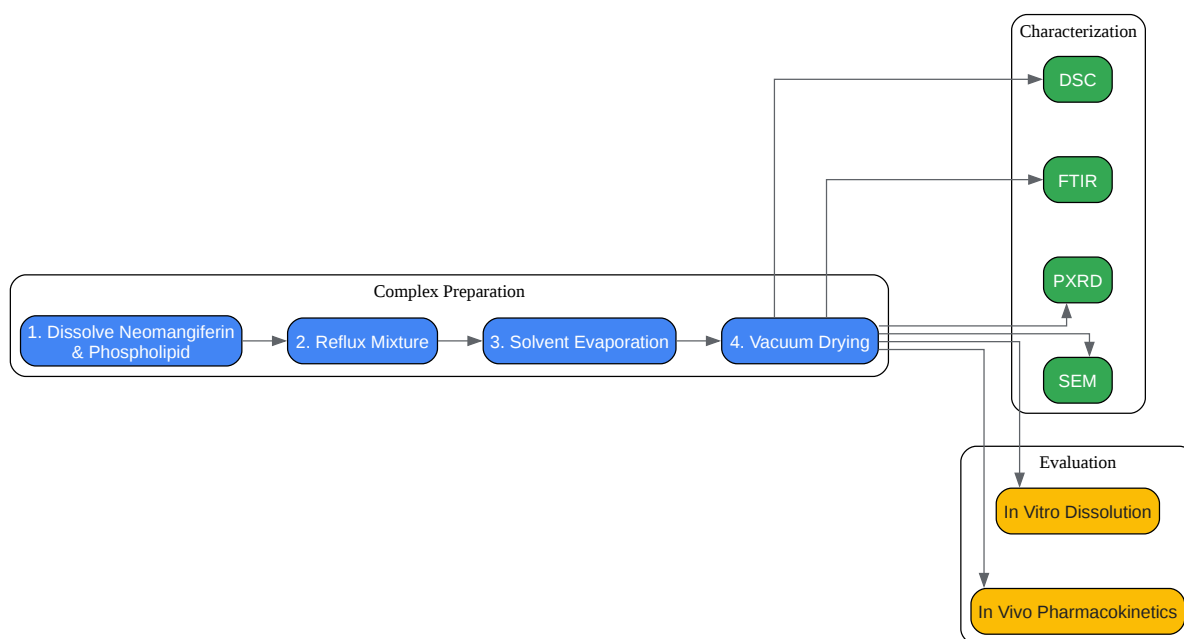 Characterization
DSC
FTIR
PXRD
SEM
Complex Preparation
1. Dissolve Neomangiferin
& Phospholipid
2. Reflux Mixture
3. Solvent Evaporation
4. Vacuum Drying
Evaluation
In Vitro Dissolution
In Vivo Pharmacokinetics